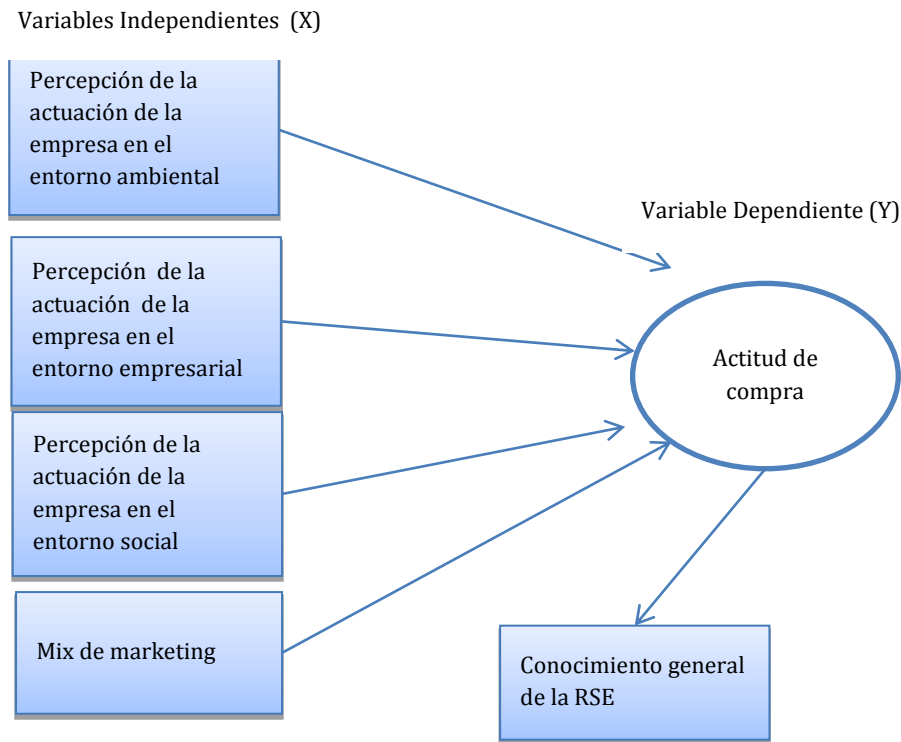 Variables Independientes (X)
Percepción de la
actuación de la
empresa en el
entorno ambiental
Variable Dependiente (Y)
Percepción de la
actuación de la
empresa en el
entorno empresarial
Actitud de
compra
Percepción de la
actuación de la
empresa en el
entorno social
Mix de marketing
Conocimiento general
de la RSE